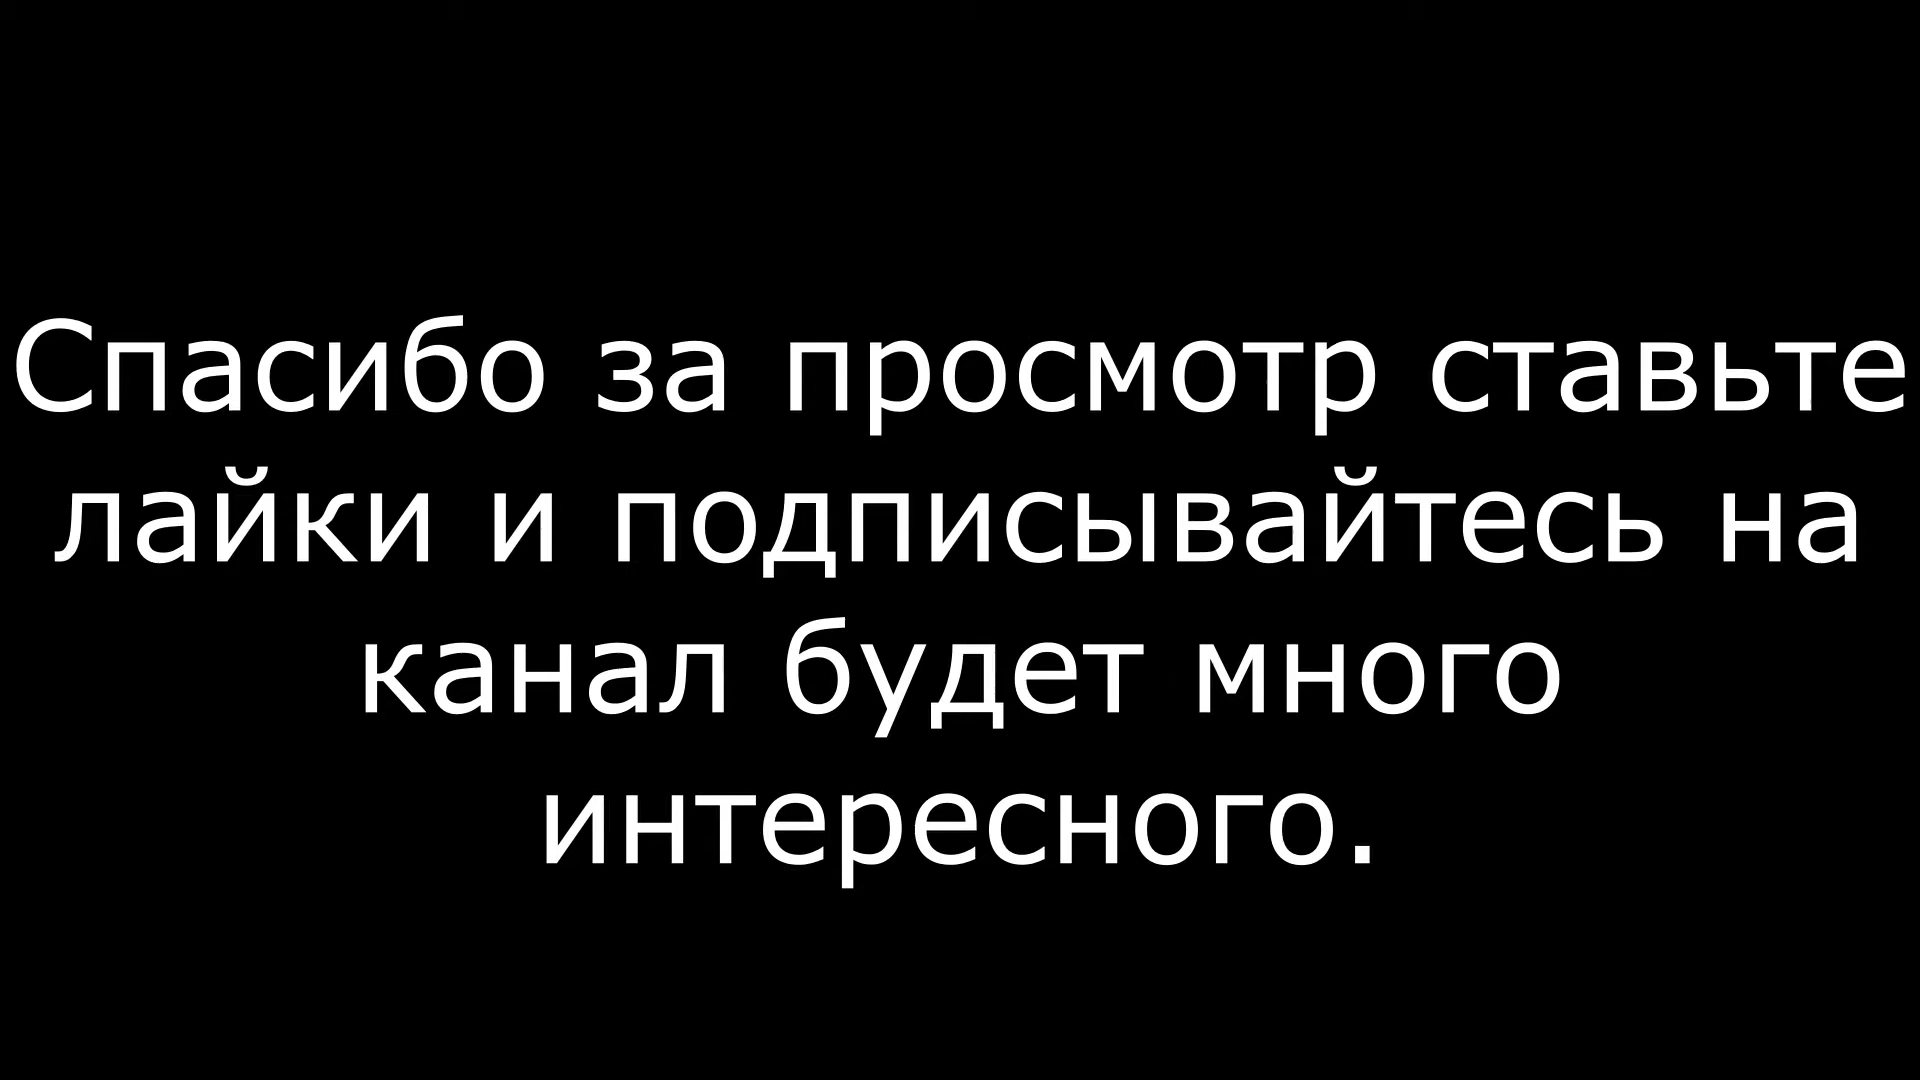 Спасибо за просмотр ставьте
лайки и подписывайтесь на
канал будет много
интересного.